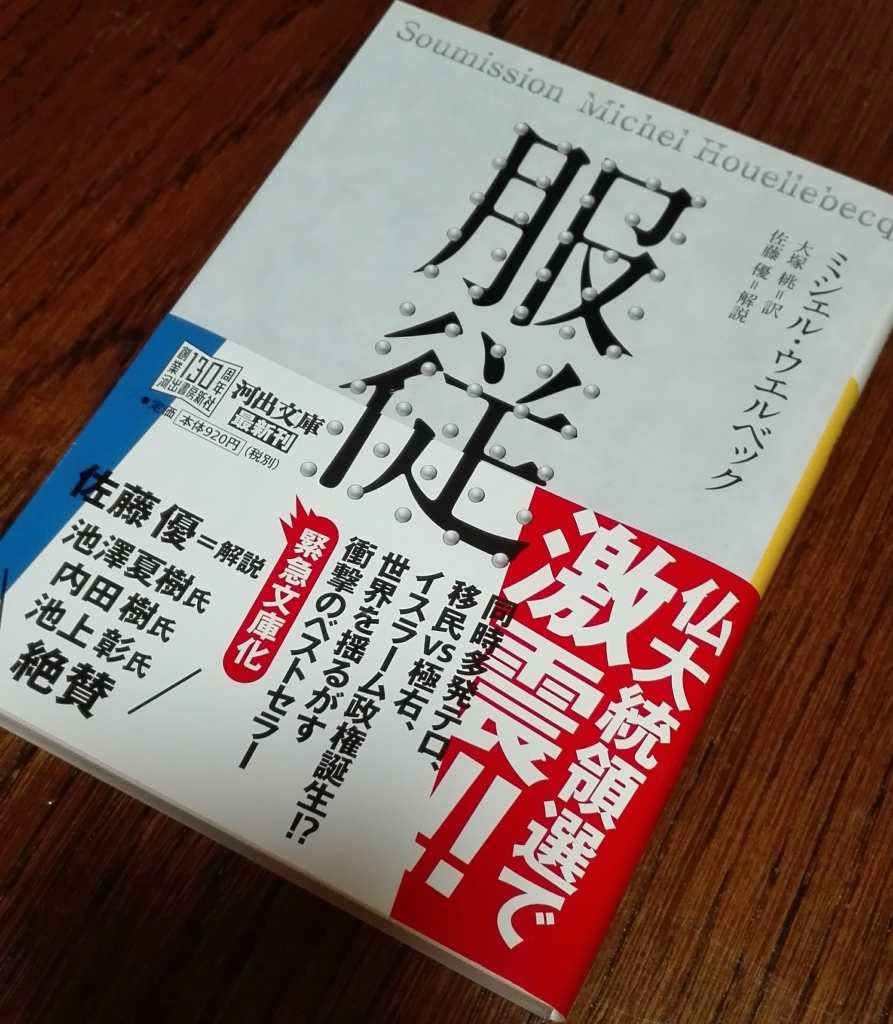 Soumission Michel Houellebecq
服従
ミシェル・ウエルベック
大塚 桃=訳
佐藤 優=解説
創業
130
周年
河出書房新社
河出文庫
最新刊
●定価 本体920円(税別)
仏大統領選で
激震!!
同時多発テロ、
移民vs極右、
イスラーム政権誕生!?
世界を揺るがす
衝撃のベストセラー
緊急文庫化
佐藤 優=解説
池澤夏樹氏
内田 樹氏
池上 彰氏
絶賛